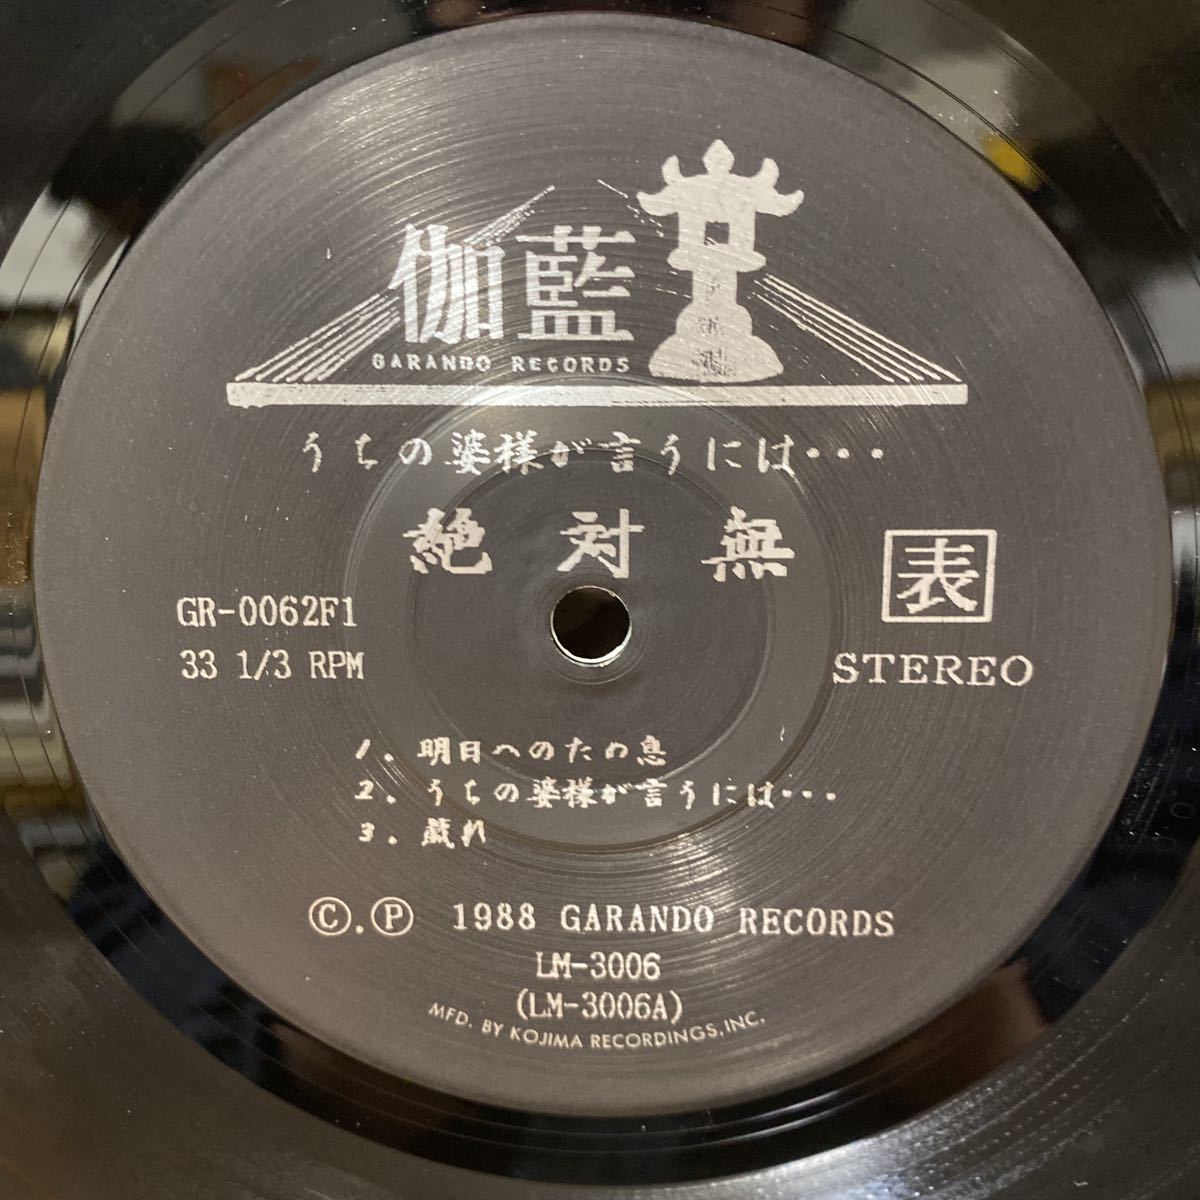 伽藍
GARANDO RECORDS
うちの婆様が言うには・・・
絶対無
表
GR-0062F1
33 1/3 RPM
STEREO
1. 明日へのため息
2. うちの婆様が言うには・・・
3. 戯れ
Ⓒ.Ⓟ 1988 GARANDO RECORDS
LM-3006
(LM-3006A)
MFD. BY KOJIMA RECORDINGS, INC.